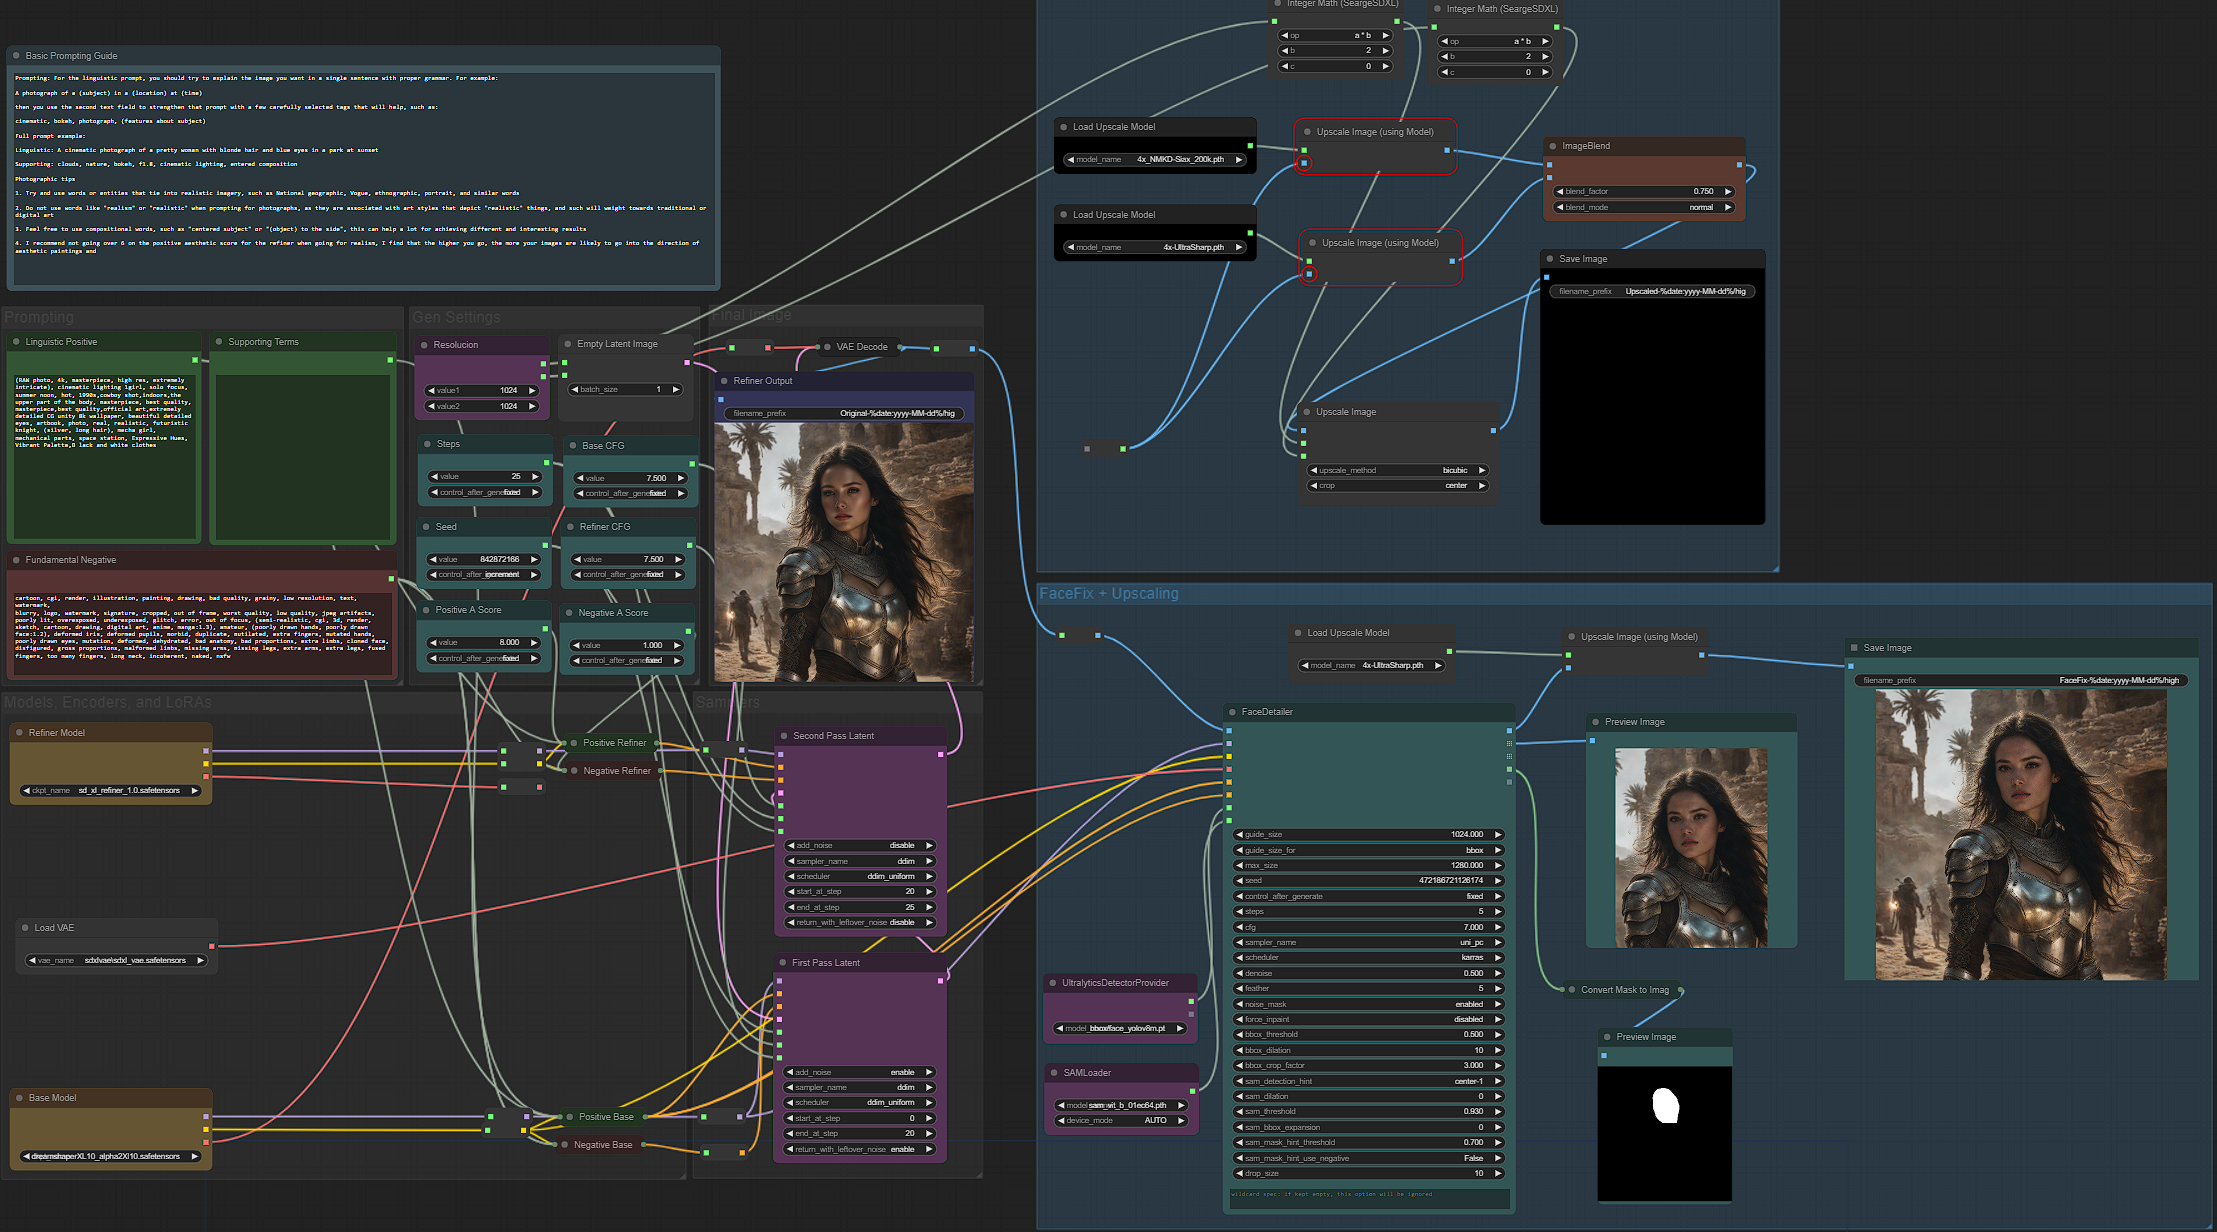 Basic Prompting Guide
Prompting: For the linguistic prompt, you should try to explain the image you want in a single sentence with proper grammar. For example:
A photograph of a (subject) in a (location) at (time)
then you use the second text field to strengthen that prompt with a few carefully selected tags that will help, such as:
cinematic, bokeh, photograph, (features about subject)
Full prompt example:
Linguistic: A cinematic photograph of a pretty woman with blonde hair and blue eyes in a park at sunset
Supporting: clouds, nature, bokeh, f1.8, cinematic lighting, entered composition
Photographic tips
1. Try and use words or entities that tie into realistic imagery, such as National geographic, Vogue, ethnographic, portrait, and similar words
2. Do not use words like "realism" or "realistic" when prompting for photographs, as they are associated with art styles that depict "realistic" things, and such will weight towards traditional or
digital art
3. Feel free to use compositional words, such as "centered subject" or "(object) to the side", this can help a lot for achieving different and interesting results
4. I recommend not going over 6 on the positive aesthetic score for the refiner when going for realism, I find that the higher you go, the more your images are likely to go into the direction of
aesthetic paintings and
Prompting
Linguistic Positive
(RAW photo, 4k, masterpiece, high res, extremely
intricate), cinematic lighting 1girl, solo focus,
summer noon, hot, 1990s,cowboy shot,indoors,the
upper part of the body, masterpiece, best quality,
masterpiece,best quality,official art,extremely
detailed CG unity 8k wallpaper, beautiful detailed
eyes, artbook, photo, real, realistic, futuristic
knight, (silver, long hair), mecha girl,
mechanical parts, space station, Expressive Hues,
Vibrant Palette,B lack and white clothes
Supporting Terms
Fundamental Negative
cartoon, cgi, render, illustration, painting, drawing, bad quality, grainy, low resolution, text,
watermark,
blurry, logo, watermark, signature, cropped, out of frame, worst quality, low quality, jpeg artifacts,
poorly lit, overexposed, underexposed, glitch, error, out of focus, (semi-realistic, cgi, 3d, render,
sketch, cartoon, drawing, digital art, anime, manga:1.3), amateur, (poorly drawn hands, poorly drawn
face:1.2), deformed iris, deformed pupils, morbid, duplicate, mutilated, extra fingers, mutated hands,
poorly drawn eyes, mutation, deformed, dehydrated, bad anatomy, bad proportions, extra limbs, cloned face,
disfigured, gross proportions, malformed limbs, missing arms, missing legs, extra arms, extra legs, fused
fingers, too many fingers, long neck, incoherent, naked, nsfw
Gen Settings
Resolucion
value1 1024
value2 1024
Empty Latent Image
batch_size 1
Steps
value 25
control_after_gene fixed
Base CFG
value 7.500
control_after_gene fixed
Seed
value 842872166
control_after_ increment
Refiner CFG
value 7.500
control_after_gene fixed
Positive A Score
value 8.000
control_after_gene fixed
Negative A Score
value 1.000
control_after_gene fixed
Final Image
VAE Decode
Refiner Output
filename_prefix Original-%date:yyyy-MM-dd%/hig
Models, Encoders, and LoRAs
Refiner Model
ckpt_name sd_xl_refiner_1.0.safetensors
Positive Refiner
Negative Refiner
Load VAE
vae_name sdxlvae\sdxl_vae.safetensors
Base Model
dreamshaperXL10_alpha2Xl10.safetensors
Positive Base
Negative Base
Samplers
Second Pass Latent
add_noise disable
sampler_name ddim
scheduler ddim_uniform
start_at_step 20
end_at_step 25
return_with_leftover_noise disable
First Pass Latent
add_noise enable
sampler_name ddim
scheduler ddim_uniform
start_at_step 0
end_at_step 20
return_with_leftover_noise enable
Integer Math (SeargeSDXL)
op a * b
b 2
c 0
Integer Math (SeargeSDXL)
op a * b
b 2
c 0
Load Upscale Model
model_name 4x_NMKD-Siax_200k.pth
Upscale Image (using Model)
ImageBlend
blend_factor 0.750
blend_mode normal
Load Upscale Model
model_name 4x-UltraSharp.pth
Upscale Image (using Model)
Save Image
filename_prefix Upscaled-%date:yyyy-MM-dd%/hig
Upscale Image
upscale_method bicubic
crop center
FaceFix + Upscaling
Load Upscale Model
model_name 4x-UltraSharp.pth
Upscale Image (using Model)
Save Image
filename_prefix FaceFix-%date:yyyy-MM-dd%/high
FaceDetailer
guide_size 1024.000
guide_size_for bbox
max_size 1280.000
seed 472186721126174
control_after_generate fixed
steps 5
cfg 7.000
sampler_name uni_pc
scheduler karras
denoise 0.500
feather 5
noise_mask enabled
force_inpaint disabled
bbox_threshold 0.500
bbox_dilation 10
bbox_crop_factor 3.000
sam_detection_hint center-1
sam_dilation 0
sam_threshold 0.930
sam_bbox_expansion 0
sam_mask_hint_threshold 0.700
sam_mask_hint_use_negative False
drop_size 10
wildcard spec: if kept empty, this option will be ignored
Preview Image
UltralyticsDetectorProvider
model_ bbox/face_yolov8m.pt
SAMLoader
model sam_vit_b_01ec64.pth
device_mode AUTO
Convert Mask to Imag
Preview Image